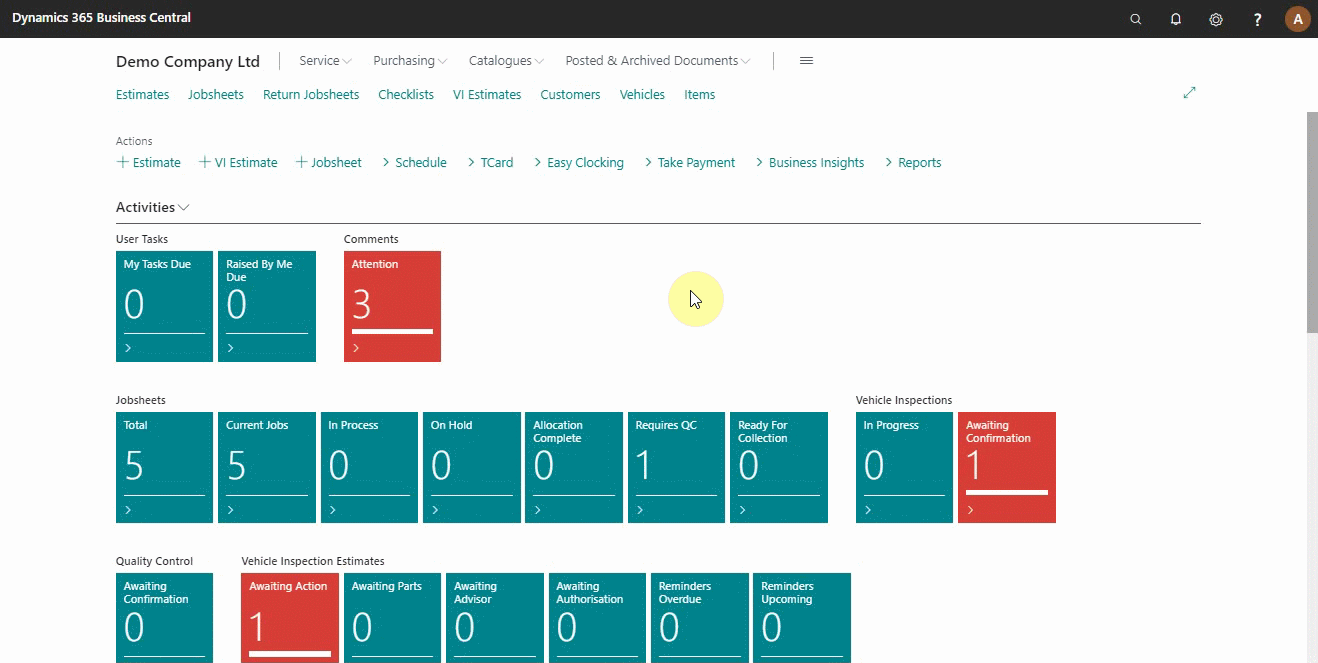 Dynamics 365 Business Central
?
A
Demo Company Ltd
Service Purchasing Catalogues Posted & Archived Documents
Estimates Jobsheets Return Jobsheets Checklists VI Estimates Customers Vehicles Items
Actions
+ Estimate + VI Estimate + Jobsheet > Schedule > TCard > Easy Clocking > Take Payment > Business Insights > Reports
Activities
User Tasks
My Tasks Due
0
Raised By Me
Due
0
Comments
Attention
3
Jobsheets
Total
5
Current Jobs
5
In Process
0
On Hold
0
Allocation
Complete
0
Requires QC
1
Ready For
Collection
0
Vehicle Inspections
In Progress
0
Awaiting
Confirmation
1
Quality Control
Awaiting
Confirmation
0
Vehicle Inspection Estimates
Awaiting Action
1
Awaiting Parts
0
Awaiting
Advisor
0
Awaiting
Authorisation
0
Reminders
Overdue
0
Reminders
Upcoming
0